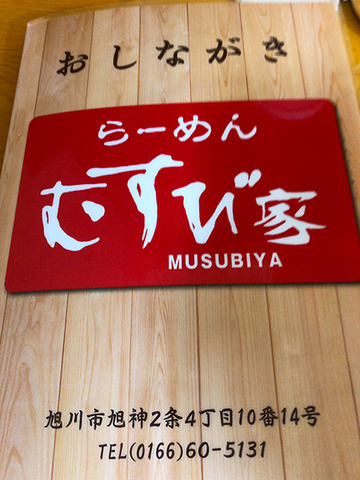 おしながき
らーめん
むすび家
MUSUBIYA
旭川市旭神2条4丁目10番14号
TEL(0166)60-5131